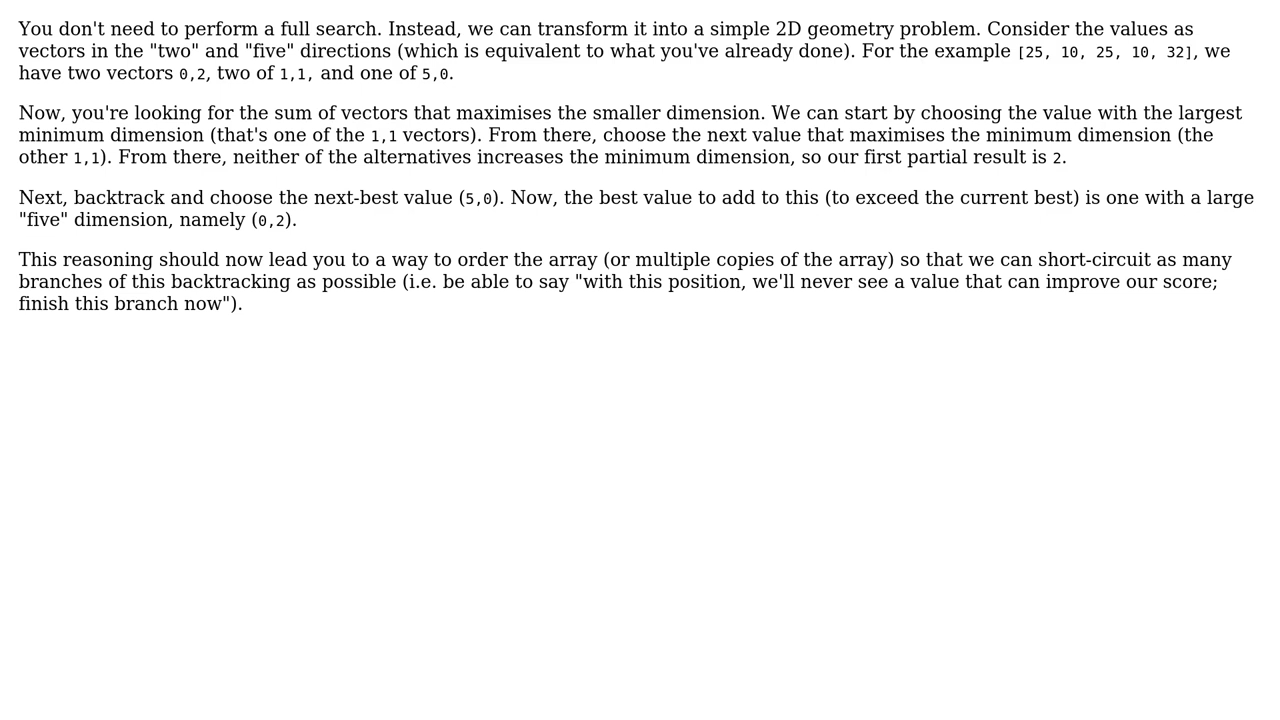 You don't need to perform a full search. Instead, we can transform it into a simple 2D geometry problem. Consider the values as
vectors in the "two" and "five" directions (which is equivalent to what you've already done). For the example [25, 10, 25, 10, 32], we
have two vectors 0,2, two of 1,1, and one of 5,0.
Now, you're looking for the sum of vectors that maximises the smaller dimension. We can start by choosing the value with the largest
minimum dimension (that's one of the 1,1 vectors). From there, choose the next value that maximises the minimum dimension (the
other 1,1). From there, neither of the alternatives increases the minimum dimension, so our first partial result is 2.
Next, backtrack and choose the next-best value (5,0). Now, the best value to add to this (to exceed the current best) is one with a large
"five" dimension, namely (0,2).
This reasoning should now lead you to a way to order the array (or multiple copies of the array) so that we can short-circuit as many
branches of this backtracking as possible (i.e. be able to say "with this position, we'll never see a value that can improve our score;
finish this branch now").